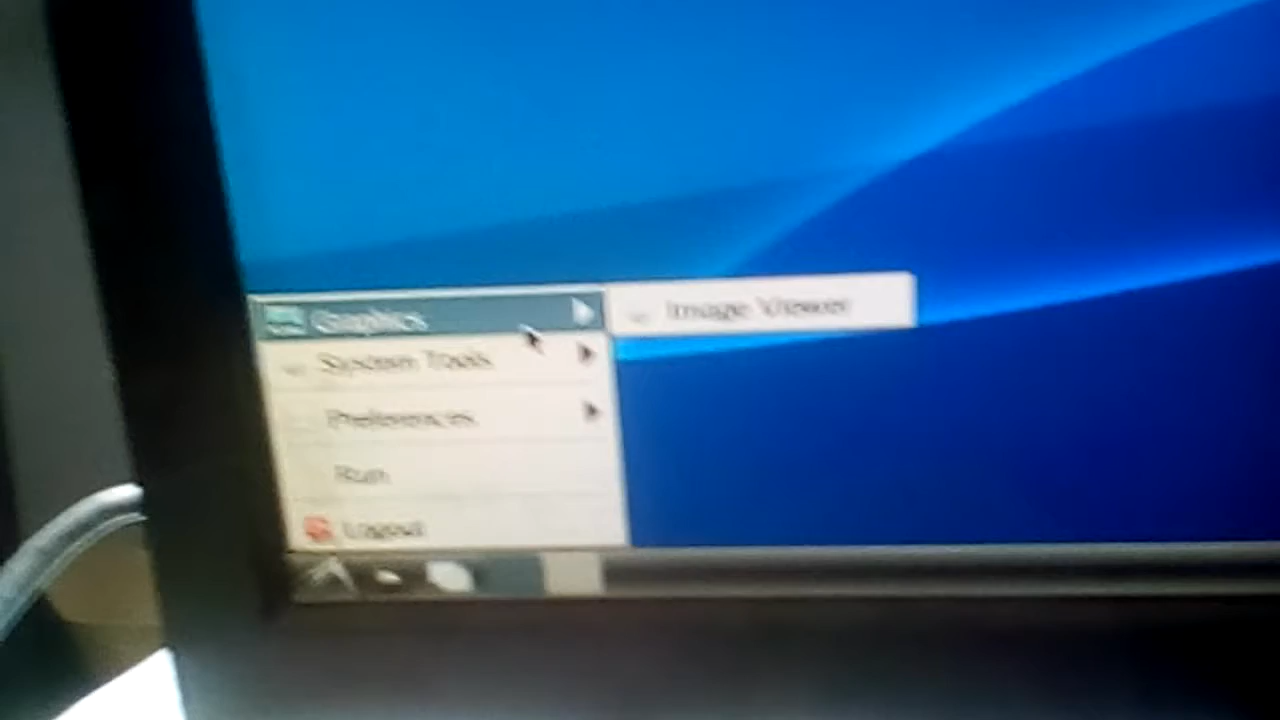 Graphics
Image Viewer
System Tools
Preferences
Run
Logout